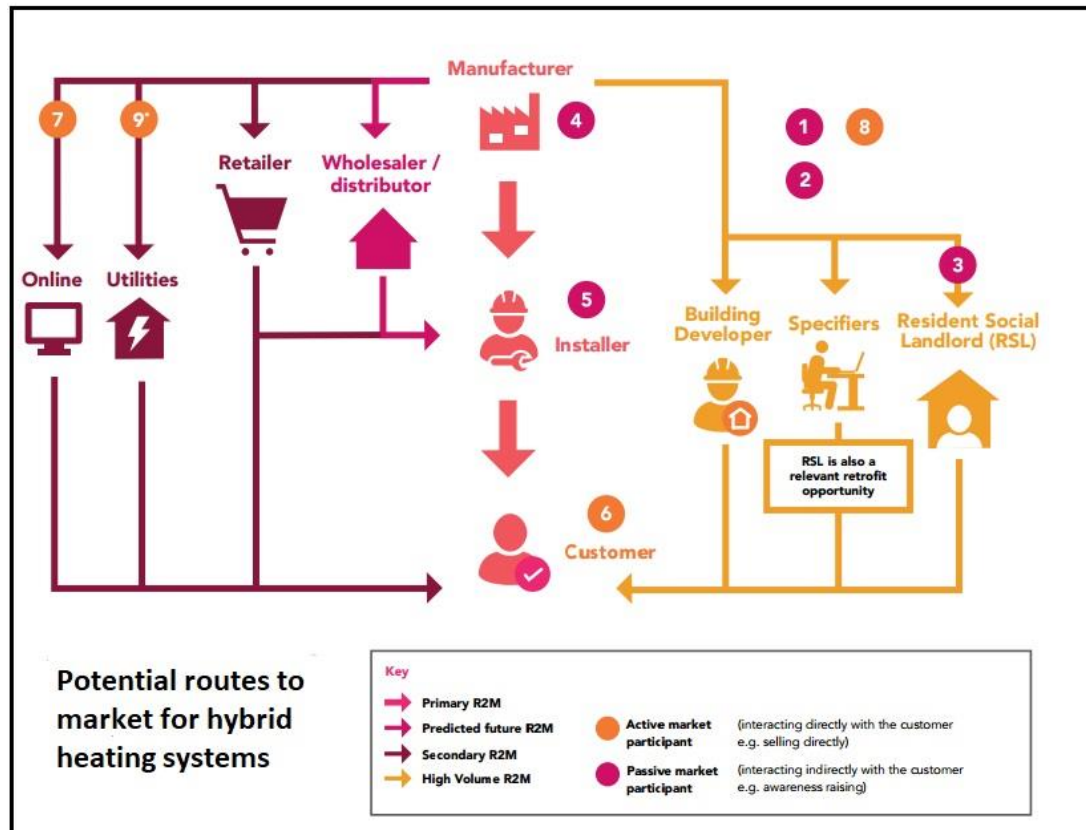 Manufacturer
7
9*
4
1
8
2
Retailer
Wholesaler /
distributor
3
Online
Utilities
5
Installer
Building
Developer
Specifiers
Resident Social
Landlord (RSL)
RSL is also a
relevant retrofit
opportunity
6
Customer
Potential routes to
market for hybrid
heating systems
Key
Primary R2M
Predicted future R2M
Secondary R2M
High Volume R2M
Active market
participant
(interacting directly with the customer
e.g. selling directly)
Passive market
participant
(interacting indirectly with the customer
e.g. awareness raising)